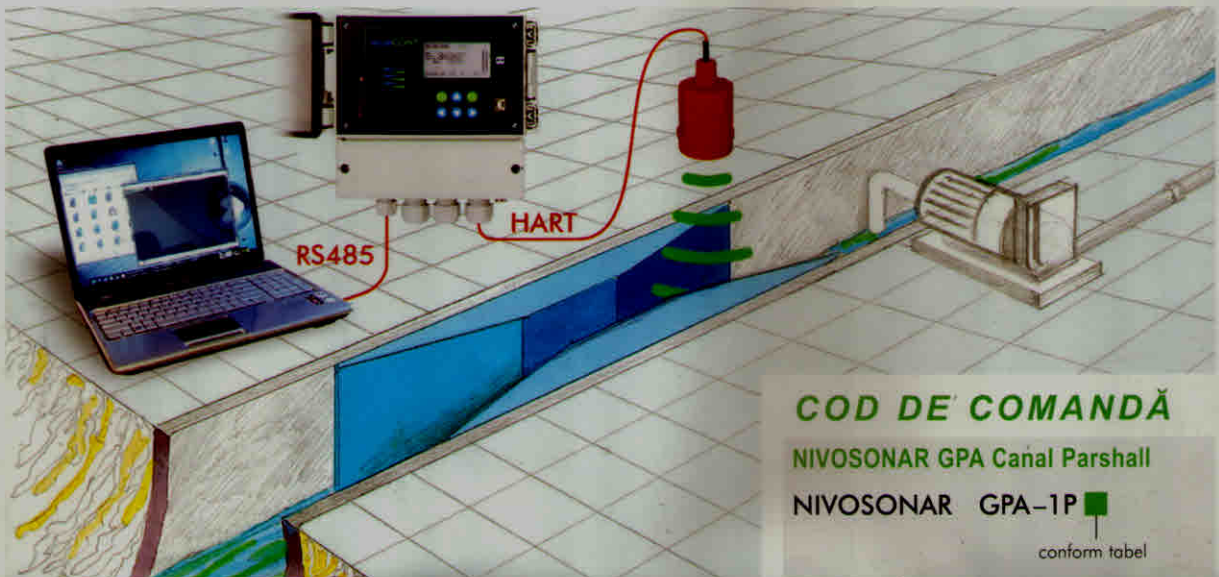 HART
RS485
COD DE COMANDĂ
NIVOSONAR GPA Canal Parshall
NIVOSONAR GPA-1P
conform tabel